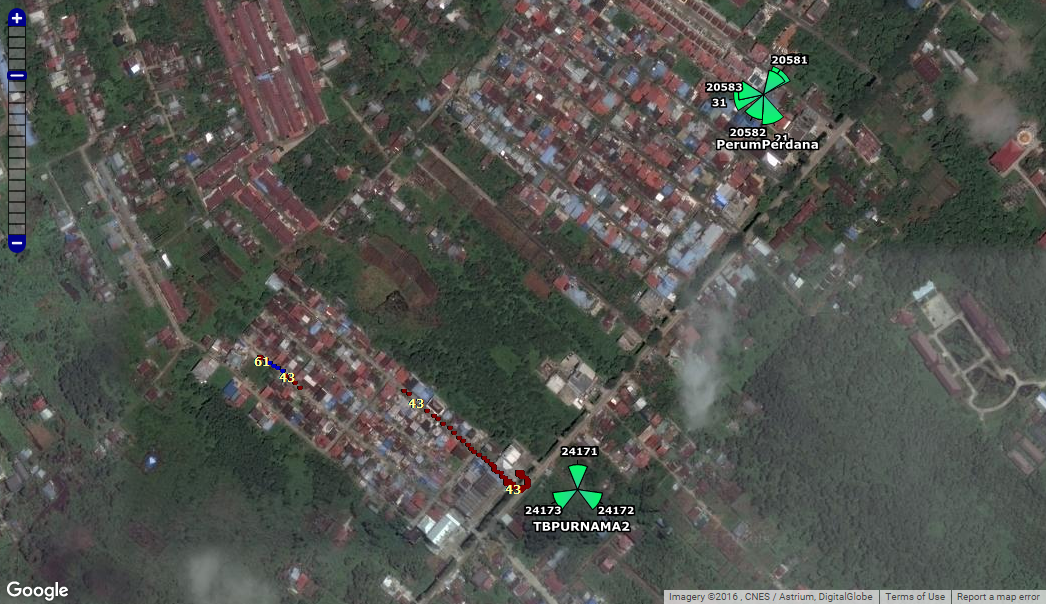 +
20581
20583
31
20582
21
PerumPerdana
61
43
43
43
24171
24173
24172
TBPURNAMA2
−
Google
Imagery ©2016 , CNES / Astrium, DigitalGlobe
Terms of Use
Report a map error